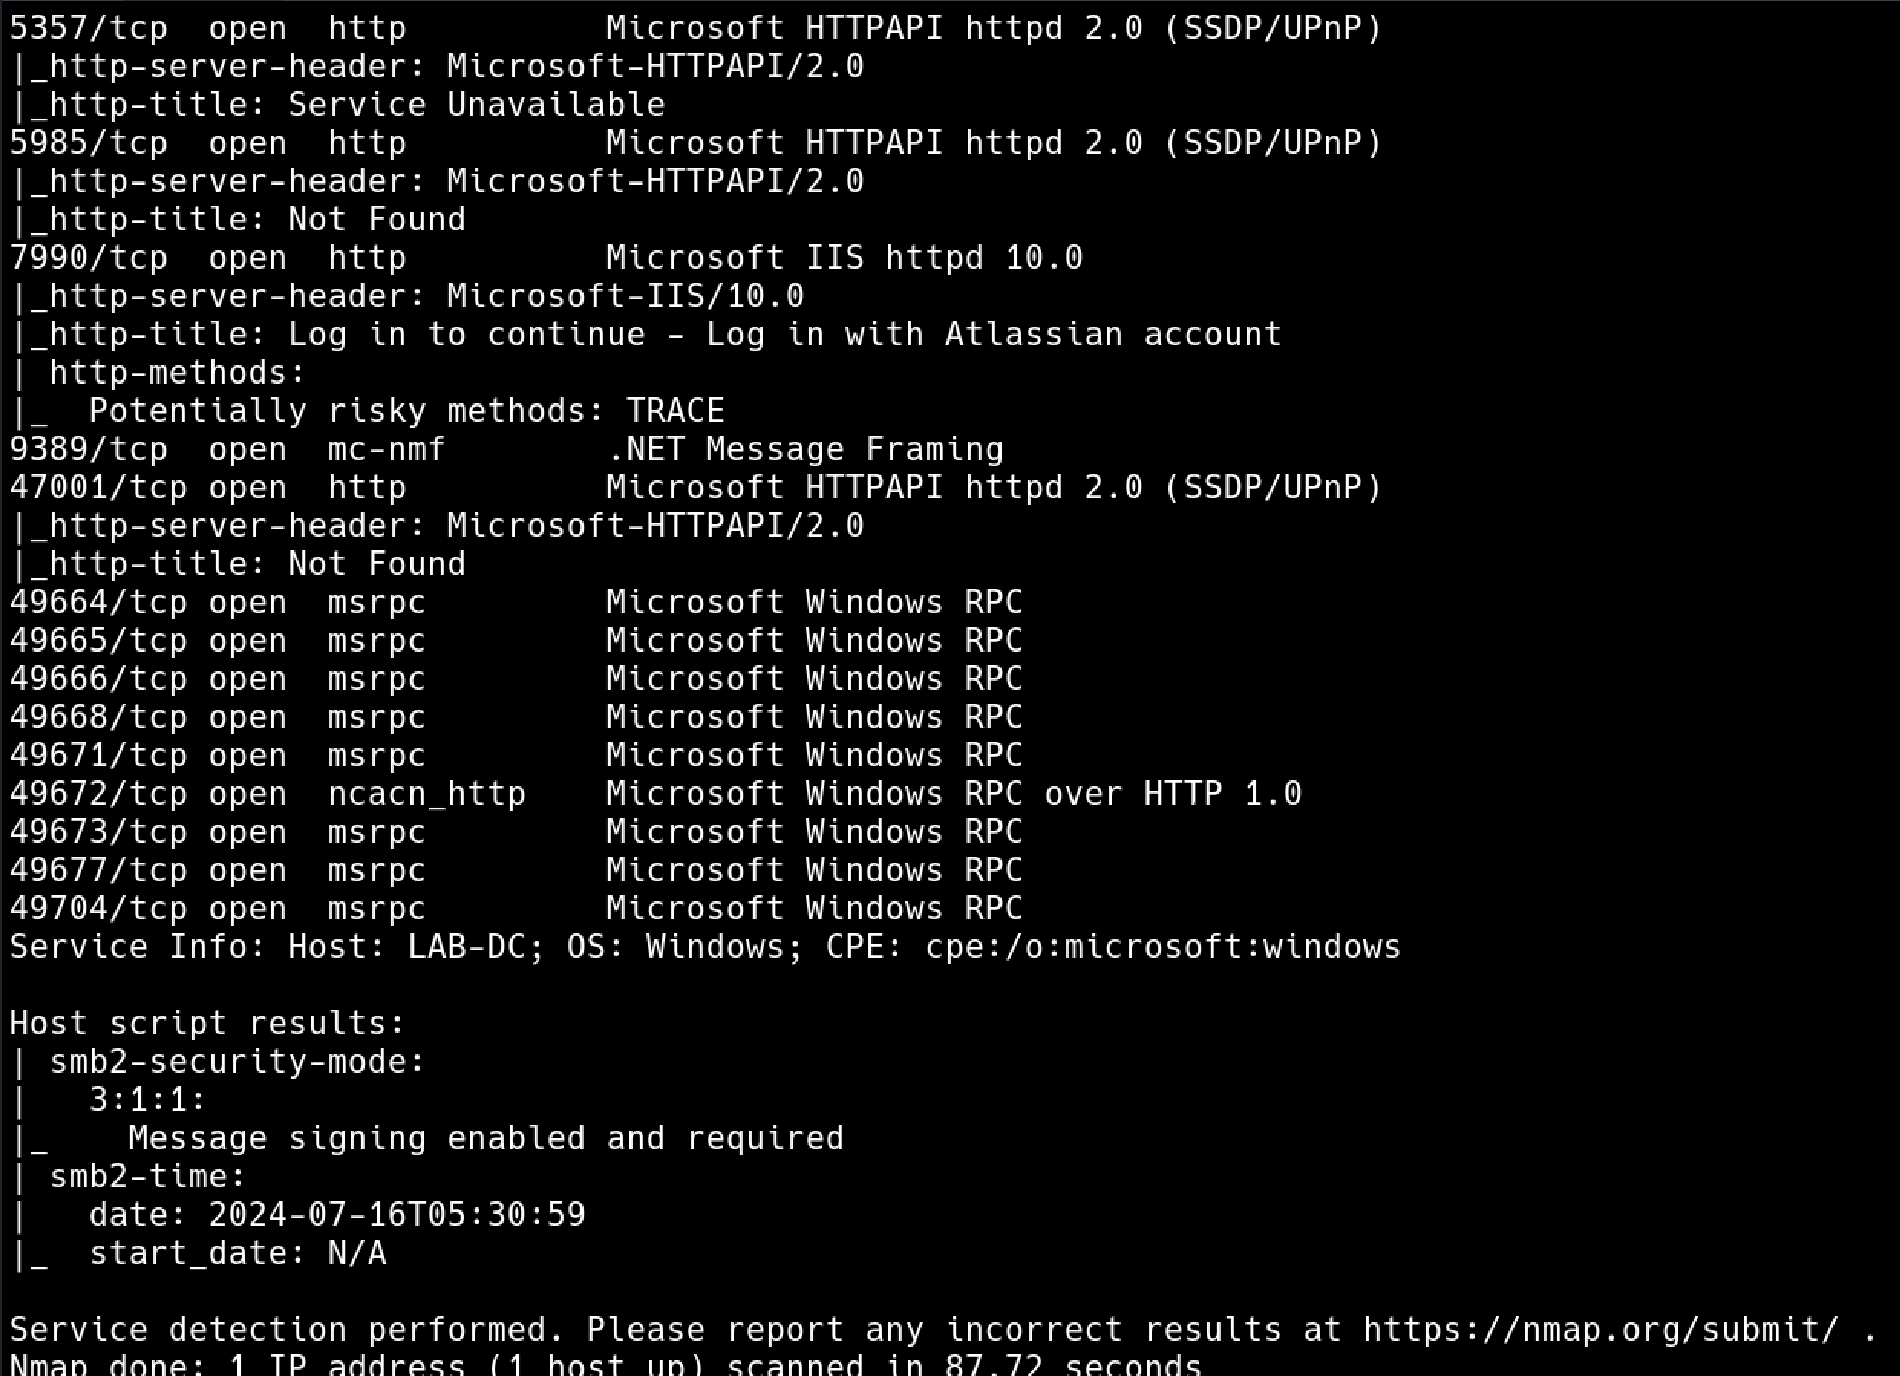 5357/tcp  open  http          Microsoft HTTPAPI httpd 2.0 (SSDP/UPnP)
|_http-server-header: Microsoft-HTTPAPI/2.0
|_http-title: Service Unavailable
5985/tcp  open  http          Microsoft HTTPAPI httpd 2.0 (SSDP/UPnP)
|_http-server-header: Microsoft-HTTPAPI/2.0
|_http-title: Not Found
7990/tcp  open  http          Microsoft IIS httpd 10.0
|_http-server-header: Microsoft-IIS/10.0
|_http-title: Log in to continue - Log in with Atlassian account
| http-methods:
|_  Potentially risky methods: TRACE
9389/tcp  open  mc-nmf        .NET Message Framing
47001/tcp open  http          Microsoft HTTPAPI httpd 2.0 (SSDP/UPnP)
|_http-server-header: Microsoft-HTTPAPI/2.0
|_http-title: Not Found
49664/tcp open  msrpc         Microsoft Windows RPC
49665/tcp open  msrpc         Microsoft Windows RPC
49666/tcp open  msrpc         Microsoft Windows RPC
49668/tcp open  msrpc         Microsoft Windows RPC
49671/tcp open  msrpc         Microsoft Windows RPC
49672/tcp open  ncacn_http    Microsoft Windows RPC over HTTP 1.0
49673/tcp open  msrpc         Microsoft Windows RPC
49677/tcp open  msrpc         Microsoft Windows RPC
49704/tcp open  msrpc         Microsoft Windows RPC
Service Info: Host: LAB-DC; OS: Windows; CPE: cpe:/o:microsoft:windows

Host script results:
| smb2-security-mode:
|   3:1:1:
|_    Message signing enabled and required
| smb2-time:
|   date: 2024-07-16T05:30:59
|_  start_date: N/A

Service detection performed. Please report any incorrect results at https://nmap.org/submit/ .
Nmap done: 1 IP address (1 host up) scanned in 87.72 seconds